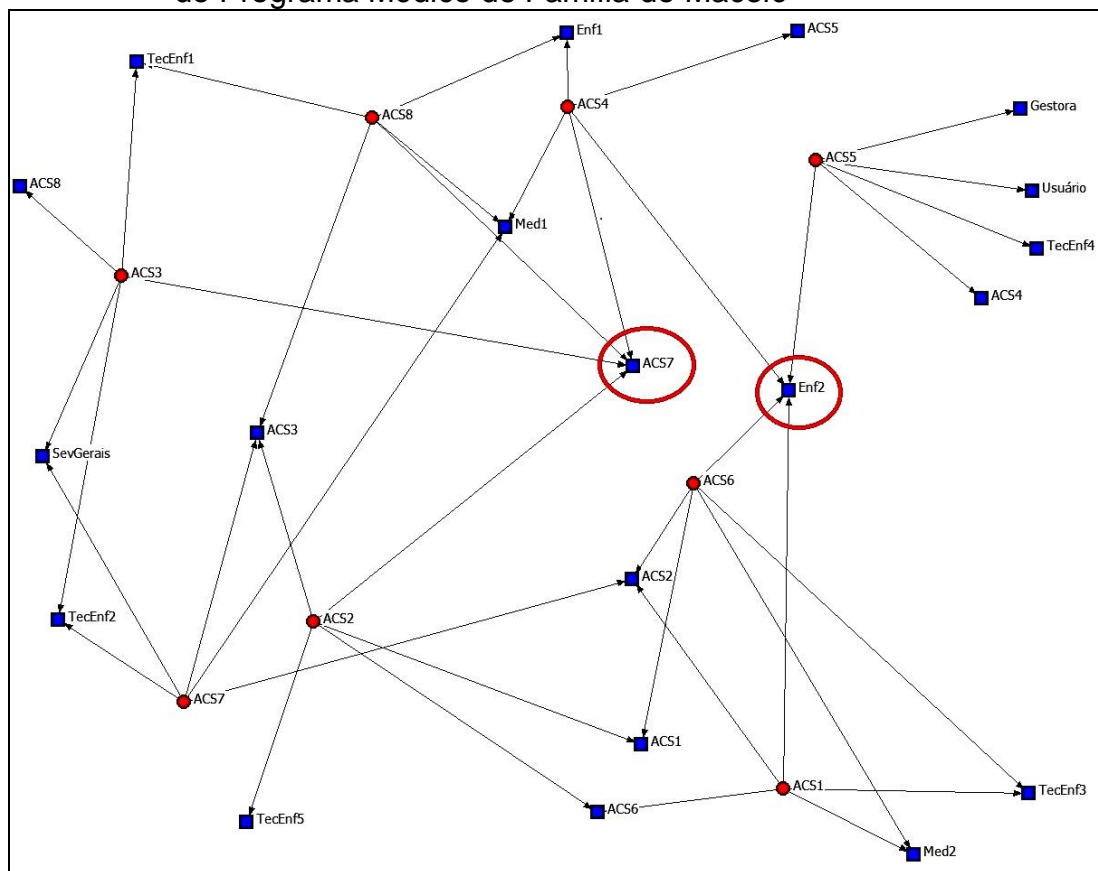 do Programa Médico de Família de Maceió
Enf1
ACS5
TecEnf1
ACS4
Gestora
ACS8
ACS5
ACS8
Usuário
Med1
TecEnf4
ACS3
ACS4
ACS7
Enf2
ACS3
SevGerais
ACS6
ACS2
TecEnf2
ACS2
ACS7
ACS1
ACS1
TecEnf3
ACS6
TecEnf5
Med2